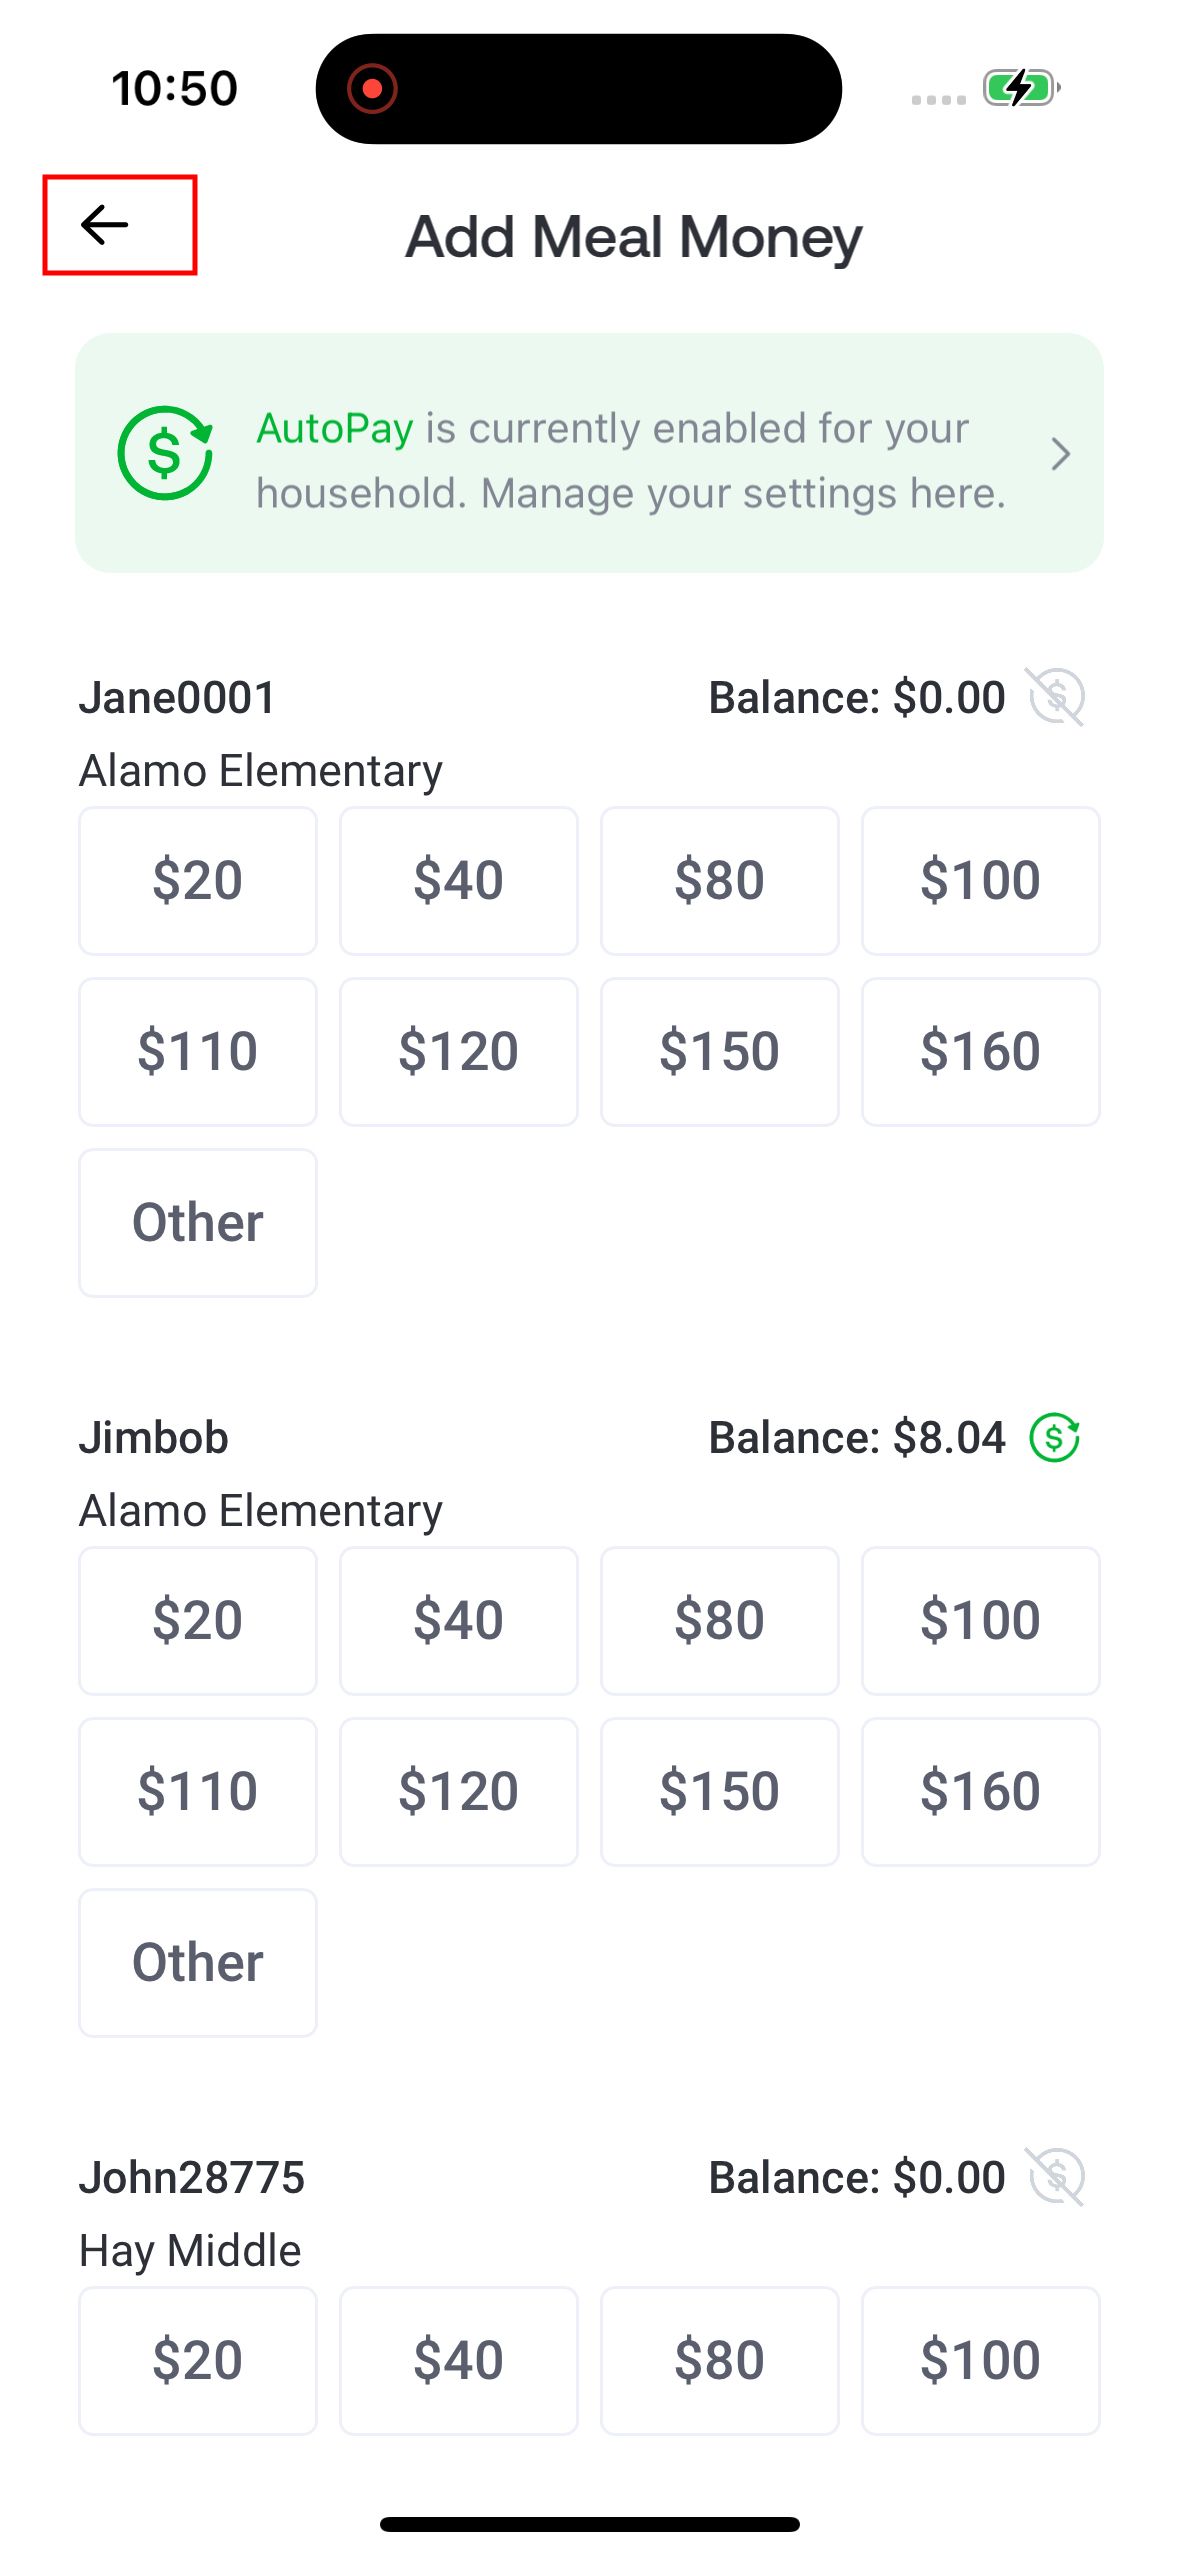 10:50
Add Meal Money
AutoPay is currently enabled for your
household. Manage your settings here.
Jane0001 Balance: $0.00
Alamo Elementary
$20 $40 $80 $100
$110 $120 $150 $160
Other
Jimbob Balance: $8.04
Alamo Elementary
$20 $40 $80 $100
$110 $120 $150 $160
Other
John28775 Balance: $0.00
Hay Middle
$20 $40 $80 $100